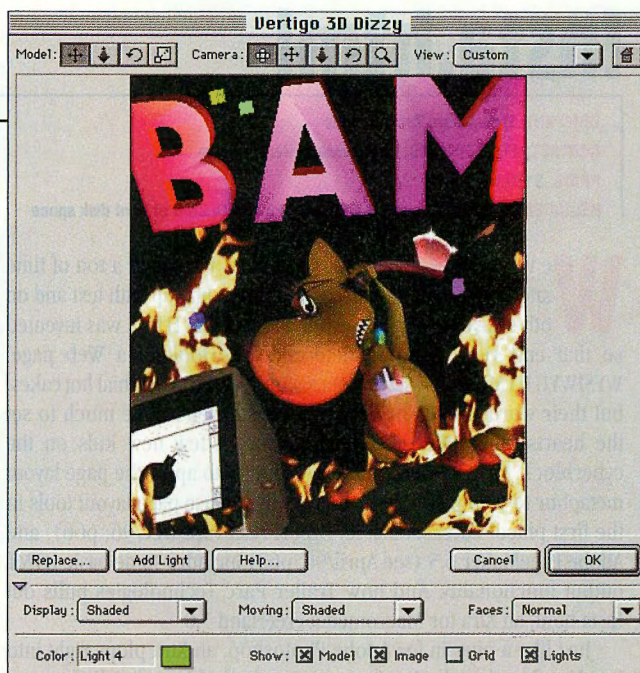 Vertigo 3D Dizzy
Model: Camera: View: Custom
BAM
Replace... Add Light Help... Cancel OK
Display: Shaded Moving: Shaded Faces: Normal
Color: Light 4 Show: Model Image Grid Lights